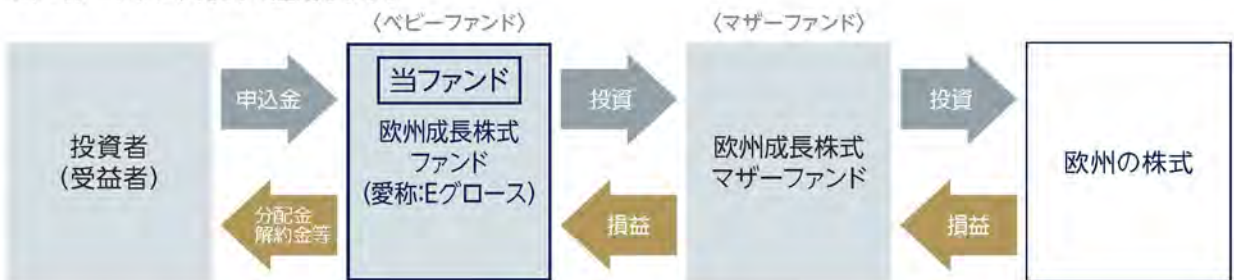 〈ベビーファンド〉
〈マザーファンド〉
投資者
(受益者)
申込金
分配金
解約金等
当ファンド
欧州成長株式
ファンド
(愛称:Eグロース)
投資
損益
欧州成長株式
マザーファンド
投資
損益
欧州の株式